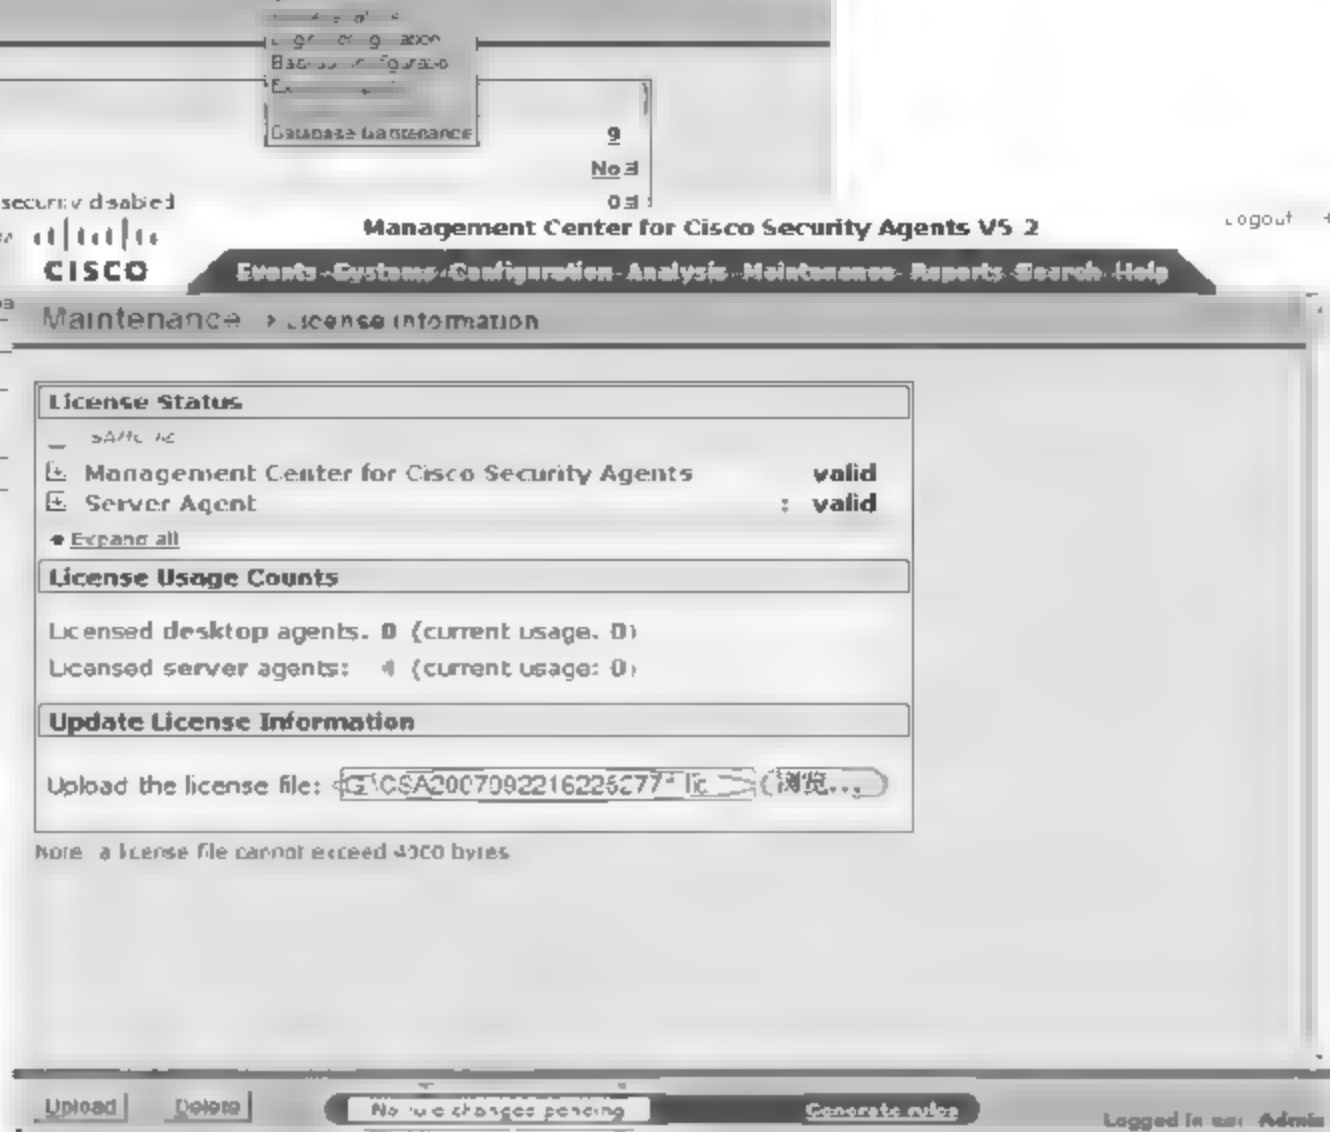 Database Maintenance
9
No
0
security disabled
Management Center for Cisco Security Agents V5.2
Logout
CISCO
Events Systems Configuration Analysis Maintenance Reports Search Help
Maintenance > License Information
License Status
Management Center for Cisco Security Agents valid
Server Agent : valid
Expand all
License Usage Counts
Licensed desktop agents: 0 (current usage: 0)
Licensed server agents: (current usage: 0)
Update License Information
Upload the license file: 浏览...
Note: a license file cannot exceed 4000 bytes
Upload Delete No rule changes pending Generate rules Logged in as: Admin